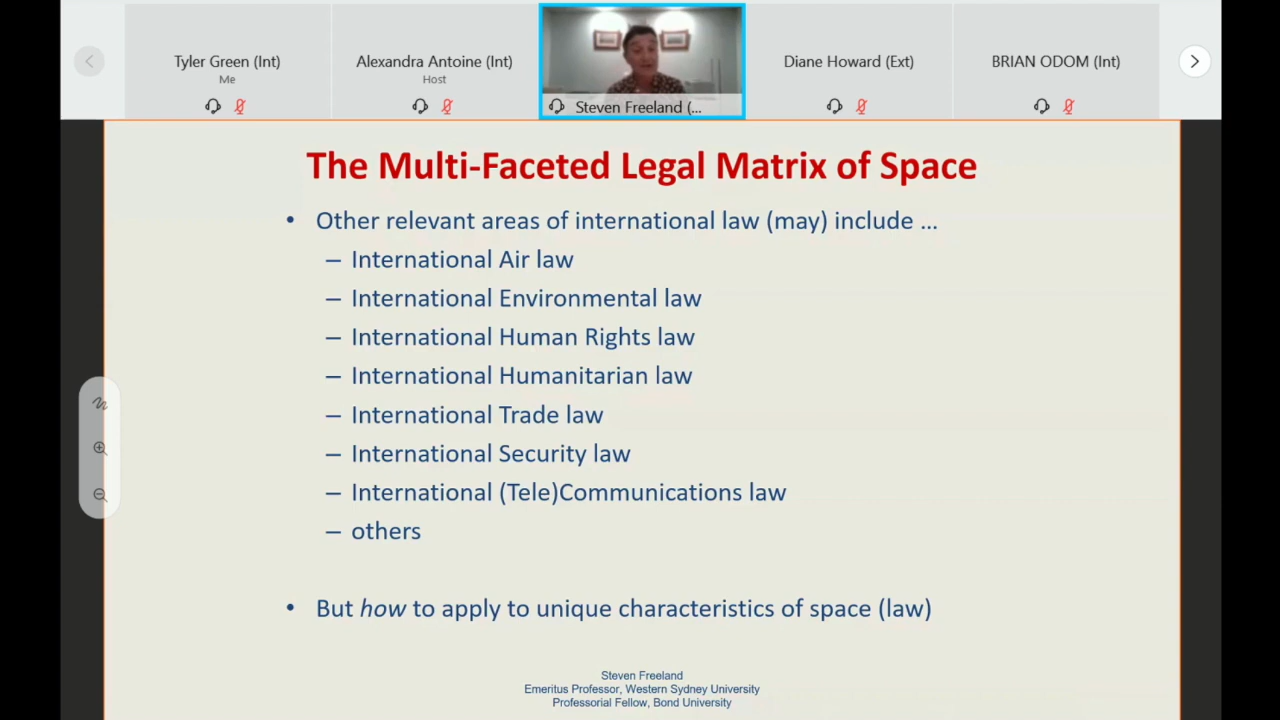 Tyler Green (Int)
Me
Alexandra Antoine (Int)
Host
Steven Freeland (...
Diane Howard (Ext)
BRIAN ODOM (Int)
The Multi-Faceted Legal Matrix of Space
• Other relevant areas of international law (may) include ...
– International Air law
– International Environmental law
– International Human Rights law
– International Humanitarian law
– International Trade law
– International Security law
– International (Tele)Communications law
– others
• But how to apply to unique characteristics of space (law)
Steven Freeland
Emeritus Professor, Western Sydney University
Professorial Fellow, Bond University